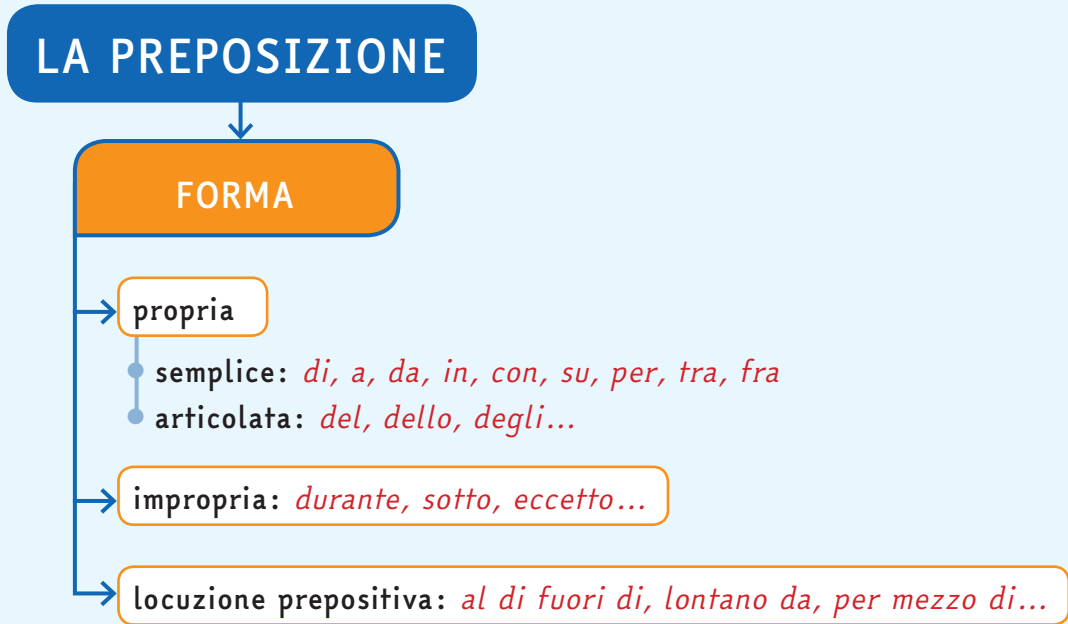 LA PREPOSIZIONE
FORMA
propria
semplice: di, a, da, in, con, su, per, tra, fra
articolata: del, dello, degli...
impropria: durante, sotto, eccetto...
locuzione prepositiva: al di fuori di, lontano da, per mezzo di...